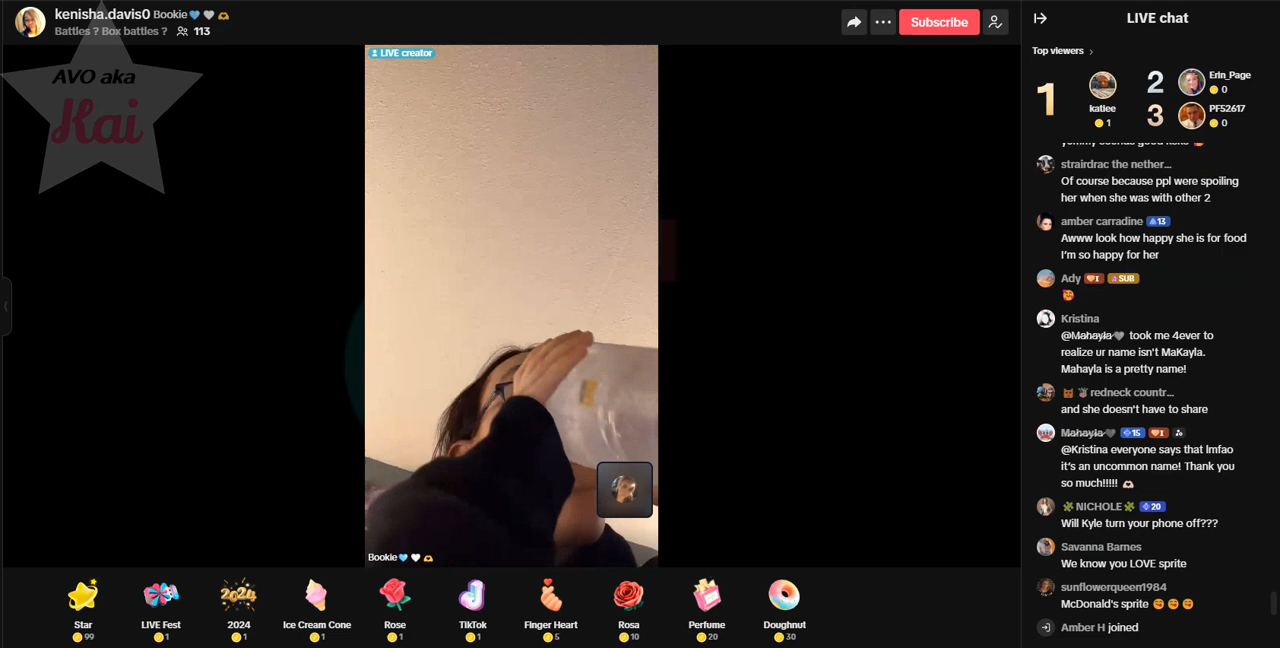 kenisha.davis0 Bookie💙🤍🫶
Battles ? Box battles ? 113
Subscribe
LIVE chat
LIVE creator
AVO aka
Kai
Top viewers
1 katiee 1
2 Erin_Page 0
3 PF52617 0
strairdrac the nether...
Of course because ppl were spoiling
her when she was with other 2
amber carradine 13
Awww look how happy she is for food
I'm so happy for her
Ady I SUB
🥰
Kristina
@Mahayla🖤 took me 4ever to
realize ur name isn't MaKayla.
Mahayla is a pretty name!
redneck countr...
and she doesn't have to share
Mahayla🖤 15 I
@Kristina everyone says that lmfao
it's an uncommon name! Thank you
so much!!!!! 🫶🏻
🌿NICHOLE🌿 20
Will Kyle turn your phone off???
Savanna Barnes
We know you LOVE sprite
sunflowerqueen1984
McDonald's sprite 😋 😋 😋
Amber H joined
Bookie💙🤍🫶
2024
Star LIVE Fest 2024 Ice Cream Cone Rose TikTok Finger Heart Rosa Perfume Doughnut
99 1 1 1 1 1 5 10 20 30